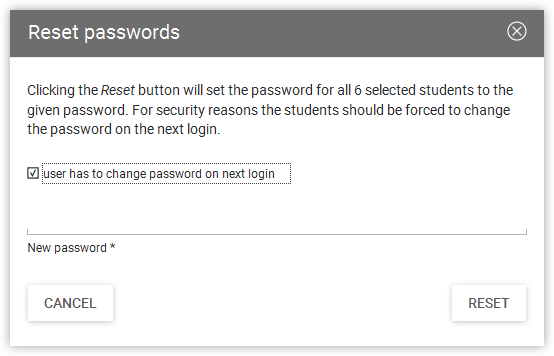 Reset passwords
Clicking the Reset button will set the password for all 6 selected students to the
given password. For security reasons the students should be forced to change
the password on the next login.
user has to change password on next login
New password *
CANCEL
RESET